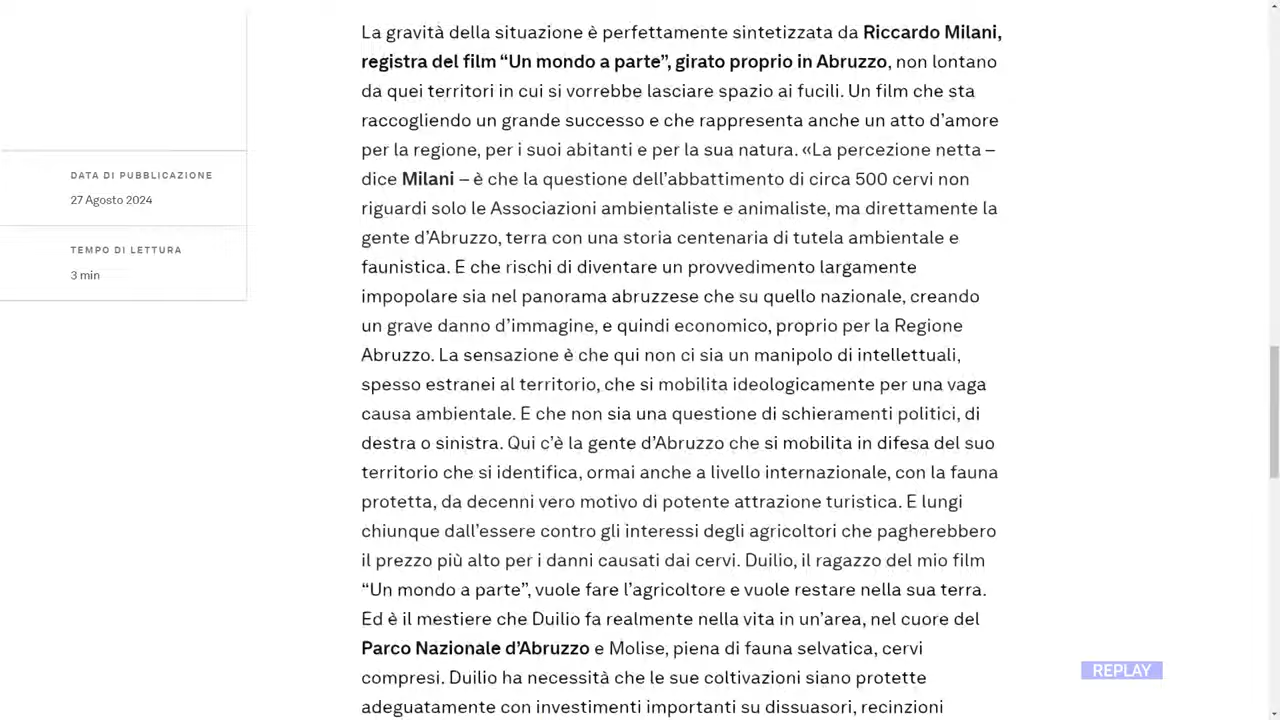 La gravità della situazione è perfettamente sintetizzata da Riccardo Milani,
registra del film “Un mondo a parte”, girato proprio in Abruzzo, non lontano
da quei territori in cui si vorrebbe lasciare spazio ai fucili. Un film che sta
raccogliendo un grande successo e che rappresenta anche un atto d’amore
per la regione, per i suoi abitanti e per la sua natura. «La percezione netta –
dice Milani – è che la questione dell’abbattimento di circa 500 cervi non
riguardi solo le Associazioni ambientaliste e animaliste, ma direttamente la
gente d’Abruzzo, terra con una storia centenaria di tutela ambientale e
faunistica. E che rischi di diventare un provvedimento largamente
impopolare sia nel panorama abruzzese che su quello nazionale, creando
un grave danno d’immagine, e quindi economico, proprio per la Regione
Abruzzo. La sensazione è che qui non ci sia un manipolo di intellettuali,
spesso estranei al territorio, che si mobilita ideologicamente per una vaga
causa ambientale. E che non sia una questione di schieramenti politici, di
destra o sinistra. Qui c’è la gente d’Abruzzo che si mobilita in difesa del suo
territorio che si identifica, ormai anche a livello internazionale, con la fauna
protetta, da decenni vero motivo di potente attrazione turistica. E lungi
chiunque dall’essere contro gli interessi degli agricoltori che pagherebbero
il prezzo più alto per i danni causati dai cervi. Duilio, il ragazzo del mio film
“Un mondo a parte”, vuole fare l’agricoltore e vuole restare nella sua terra.
Ed è il mestiere che Duilio fa realmente nella vita in un’area, nel cuore del
Parco Nazionale d’Abruzzo e Molise, piena di fauna selvatica, cervi
compresi. Duilio ha necessità che le sue coltivazioni siano protette
adeguatamente con investimenti importanti su dissuasori, recinzioni
DATA DI PUBBLICAZIONE
27 Agosto 2024
TEMPO DI LETTURA
3 min
REPLAY